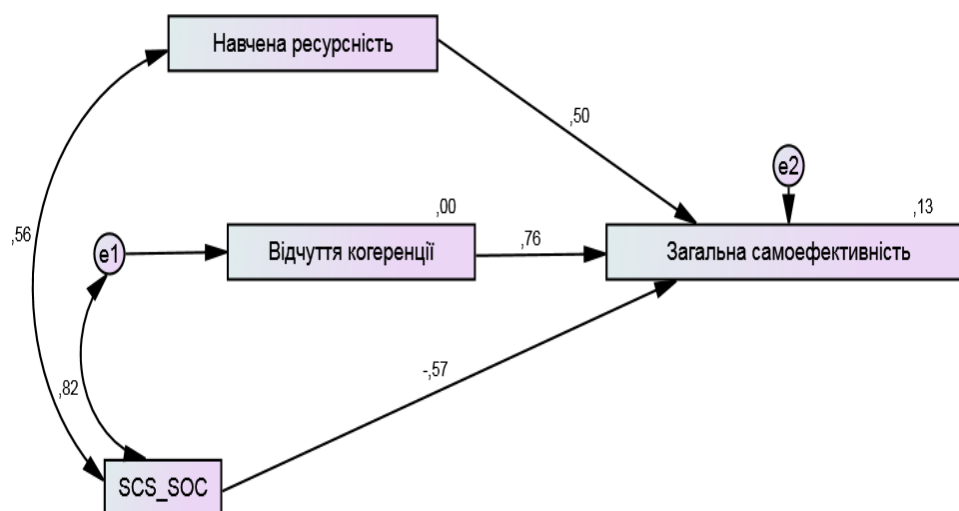 Навчена ресурсність
,50
e2
,56
,00
,13
e1
Відчуття когеренції
,76
Загальна самоефективність
-,57
,82
SCS_SOC